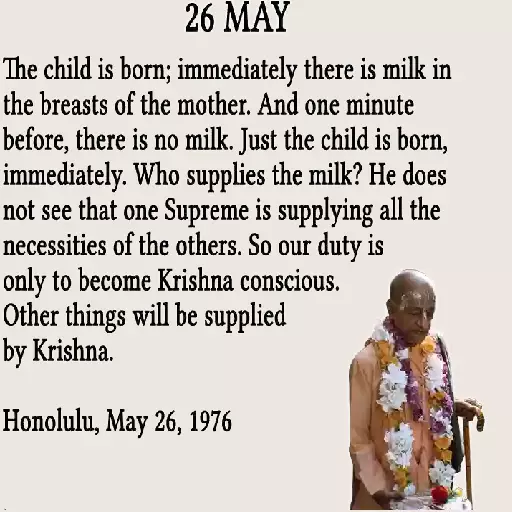 26 MAY
The child is born; immediately there is milk in
the breasts of the mother. And one minute
before, there is no milk. Just the child is born,
immediately. Who supplies the milk? He does
not see that one Supreme is supplying all the
necessities of the others. So our duty is
only to become Krishna conscious.
Other things will be supplied
by Krishna.
Honolulu, May 26, 1976